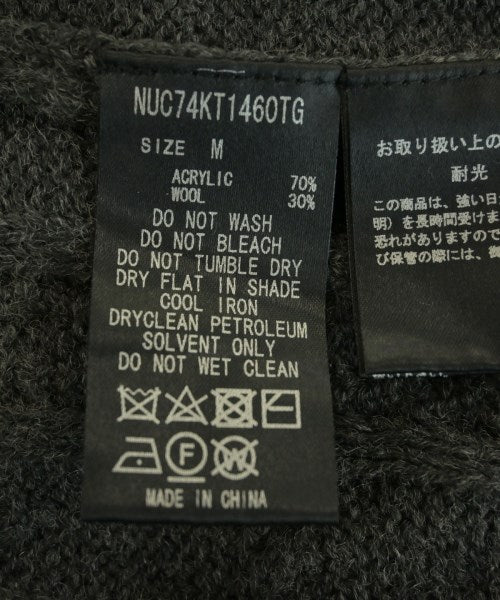 NUC74KT1460TG
SIZE M
ACRYLIC 70%
WOOL 30%
DO NOT WASH
DO NOT BLEACH
DO NOT TUMBLE DRY
DRY FLAT IN SHADE
COOL IRON
DRYCLEAN PETROLEUM
SOLVENT ONLY
DO NOT WET CLEAN
F
W
MADE IN CHINA
お取り扱い上の
耐光
この商品は、強い日
明）を長時間受けま
恐れがありますので
び保管の際には、